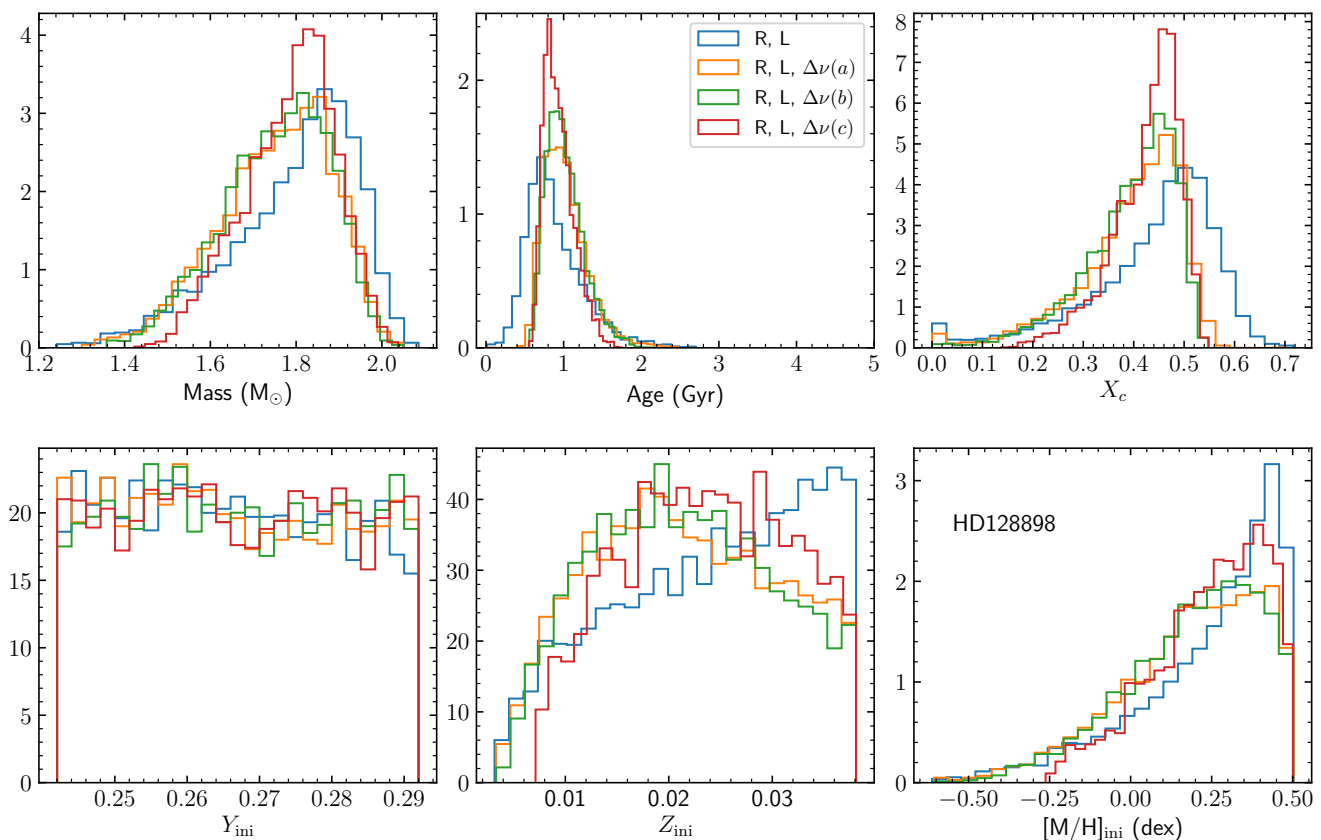 4
3
2
1
0
1.2 1.4 1.6 1.8 2.0
Mass (M⊙)
2
1
0
0 1 2 3 4 5
Age (Gyr)
R, L
R, L, Δν(a)
R, L, Δν(b)
R, L, Δν(c)
8
7
6
5
4
3
2
1
0
0.0 0.1 0.2 0.3 0.4 0.5 0.6 0.7
X_c
20
15
10
5
0
0.25 0.26 0.27 0.28 0.29
Y_ini
40
30
20
10
0
0.01 0.02 0.03
Z_ini
HD128898
3
2
1
0
−0.50 −0.25 0.00 0.25 0.50
[M/H]_ini (dex)